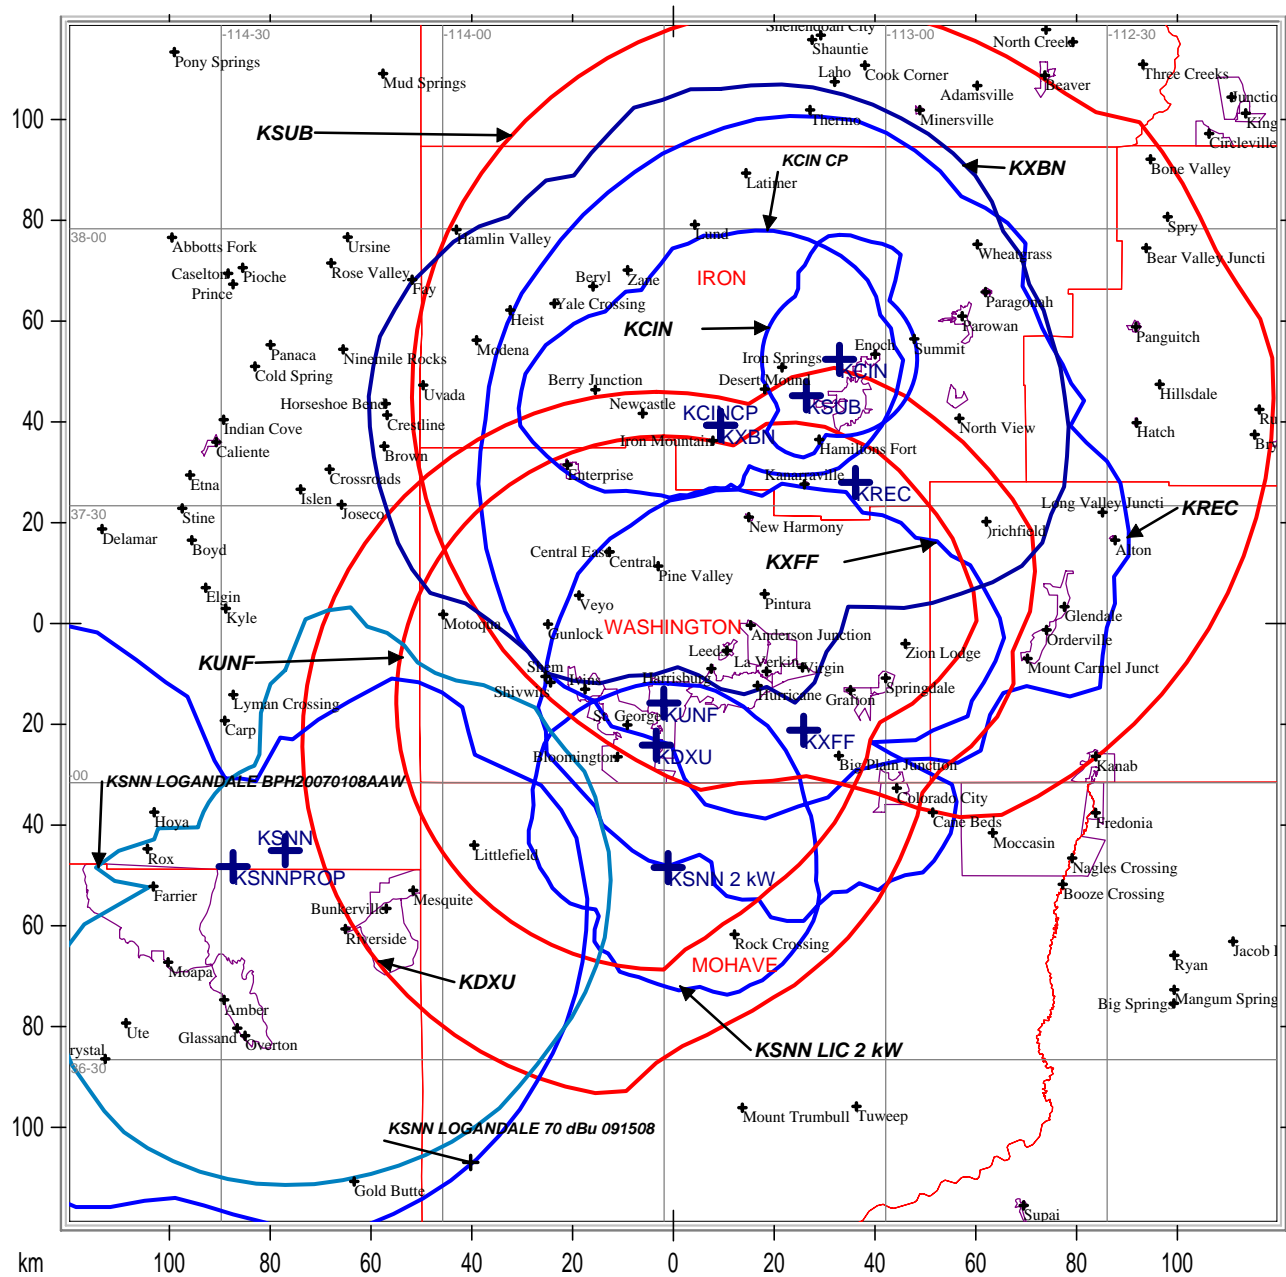 -114-30
-114-00
-113-00
-112-30
Shenendoah City
Shauntie
North Creek
Pony Springs
Mud Springs
Laho
Cook Corner
Beaver
Three Creeks
Adamsville
Junctio
100
Thermo
Minersville
King
KSUB
Circleville
KCIN CP
KXBN
Bone Valley
Latimer
80
Lund
Spry
38-00
Hamlin Valley
Abbotts Fork
Ursine
Wheatgrass
Bear Valley Juncti
Caselton
Pioche
Rose Valley
Zane
IRON
Prince
Fay
Beryl
Yale Crossing
Paragonah
60
Heist
KCIN
Parowan
Panguitch
Panaca
Ninemile Rocks
Modena
Iron Springs
Enoch
Summit
Cold Spring
KCIN
Uvada
Berry Junction
Desert Mound
Hillsdale
Horseshoe Bend
Newcastle
KCINCP
KSUB
40
Indian Cove
Crestline
KXBN
North View
Hatch
Ru
Caliente
Brown
Iron Mountain
Hamiltons Fort
Bry
Etna
Crossroads
Enterprise
Kanarraville
KREC
Islen
Joseco
Long Valley Juncti
KREC
37-30
20
Stine
New Harmony
)richfield
Delamar
Boyd
Central East
Central
KXFF
Alton
Pine Valley
Elgin
Veyo
Pintura
Kyle
Motoqua
Glendale
0
Gunlock
WASHINGTON
Anderson Junction
Orderville
KUNF
Leeds
La Verkin
Virgin
Zion Lodge
Mount Carmel Junct
Shem
Shivwits
Ivins
Harrisburg
Hurricane
Grafton
Springdale
Lyman Crossing
20
Carp
St. George
KUNF
KXFF
Bloomington
KDXU
Big Plain Junction
Kanab
-00
KSNN LOGANDALE BPH20070108AAW
Colorado City
Hoya
Cane Beds
Fredonia
40
KSNN
Littlefield
Moccasin
Rox
KSNNPROP
KSNN 2 kW
Nagles Crossing
Farrier
Mesquite
Booze Crossing
Bunkerville
60
Riverside
Rock Crossing
Jacob l
Moapa
KDXU
MOHAVE
Ryan
Amber
Big Springs
Mangum Spring
80
Ute
Glassand
Overton
KSNN LIC 2 kW
rystal
36-30
Mount Trumbull
Tuweep
100
KSNN LOGANDALE 70 dBu 091508
Gold Butte
Supai
km
100
80
60
40
20
0
20
40
60
80
100